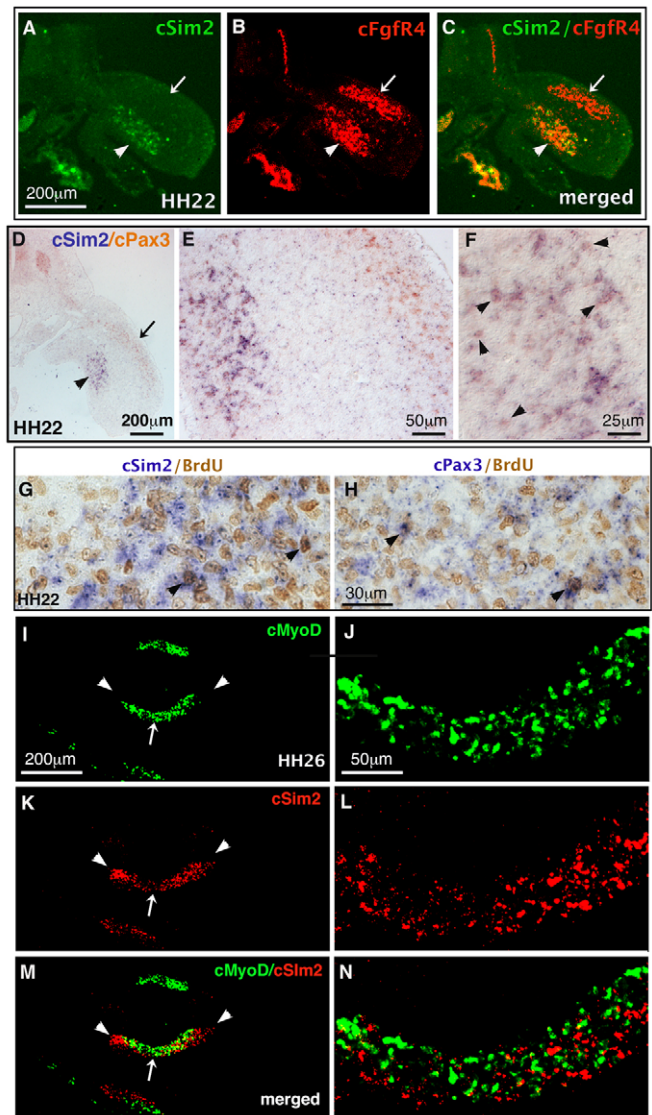 A cSim2 B cFgfR4 C cSim2/cFgfR4
200μm HH22 merged
D cSim2/cPax3 E F
HH22 200μm 50μm 25μm
cSim2/BrdU cPax3/BrdU
G H
HH22 30μm
I cMyoD J
200μm HH26 50μm
K cSim2 L
M cMyoD/cSIm2 N
merged